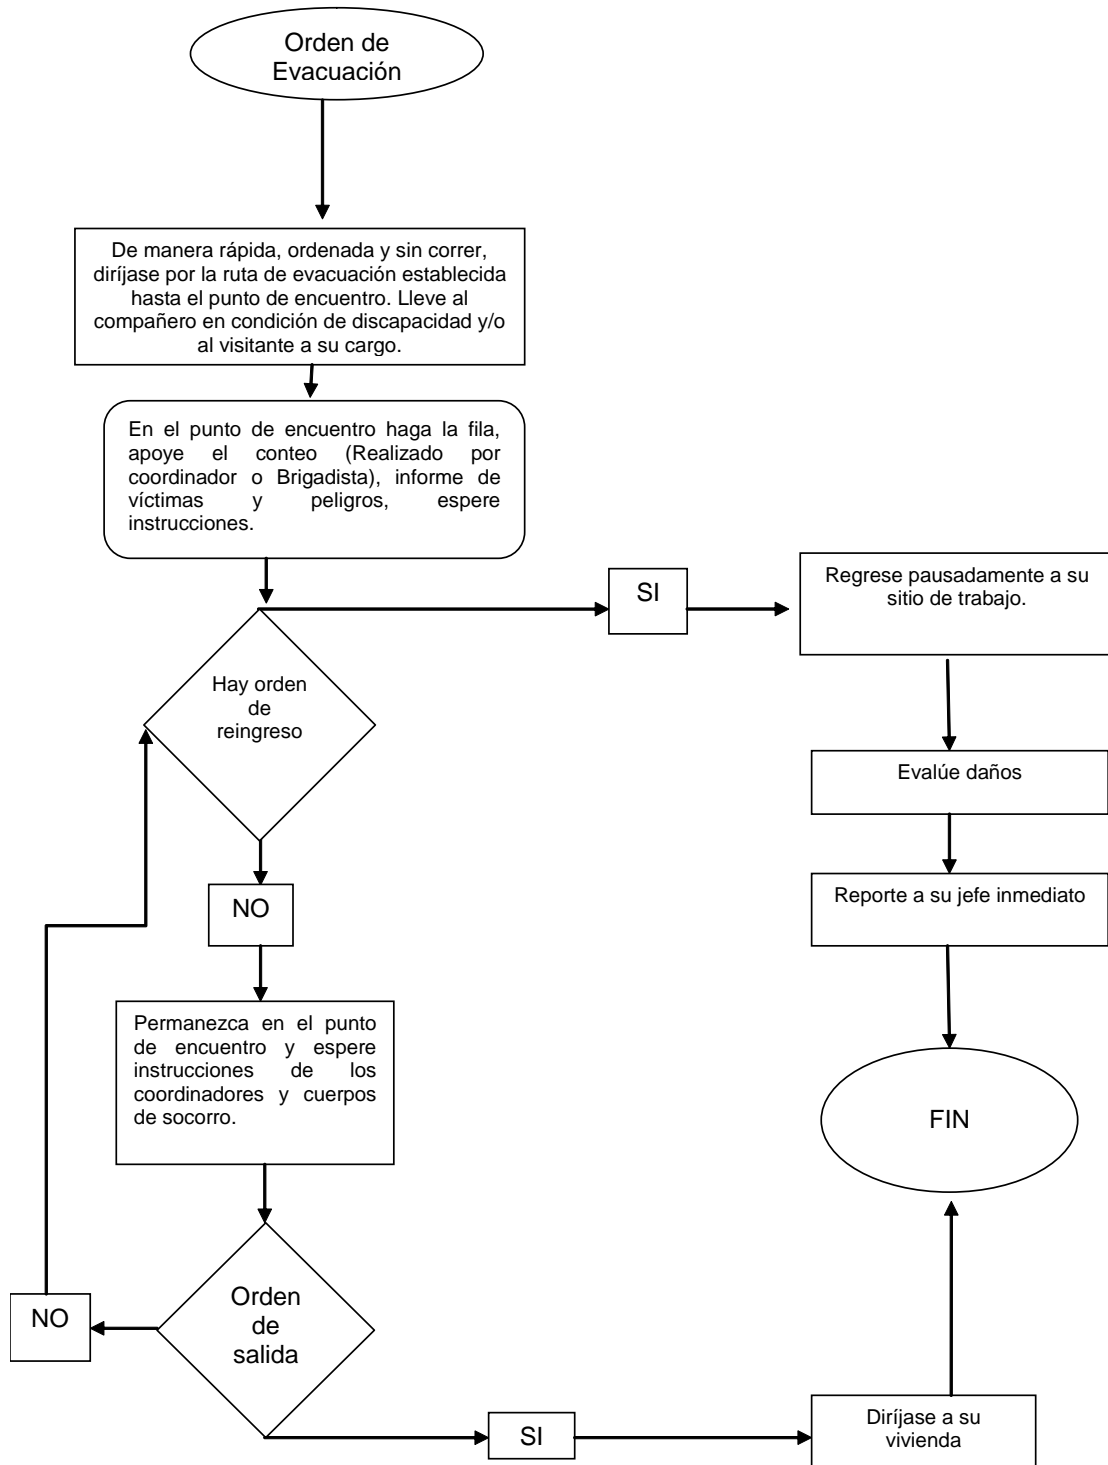 Orden de
Evacuación
De manera rápida, ordenada y sin correr,
diríjase por la ruta de evacuación establecida
hasta el punto de encuentro. Lleve al
compañero en condición de discapacidad y/o
al visitante a su cargo.
En el punto de encuentro haga la fila,
apoye el conteo (Realizado por
coordinador o Brigadista), informe de
víctimas y peligros, espere
instrucciones.
SI
Regrese pausadamente a su
sitio de trabajo.
Hay orden
de
reingreso
Evalúe daños
NO
Reporte a su jefe inmediato
Permanezca en el punto
de encuentro y espere
instrucciones de los
coordinadores y cuerpos
de socorro.
FIN
Orden
de
salida
NO
SI
Diríjase a su
vivienda